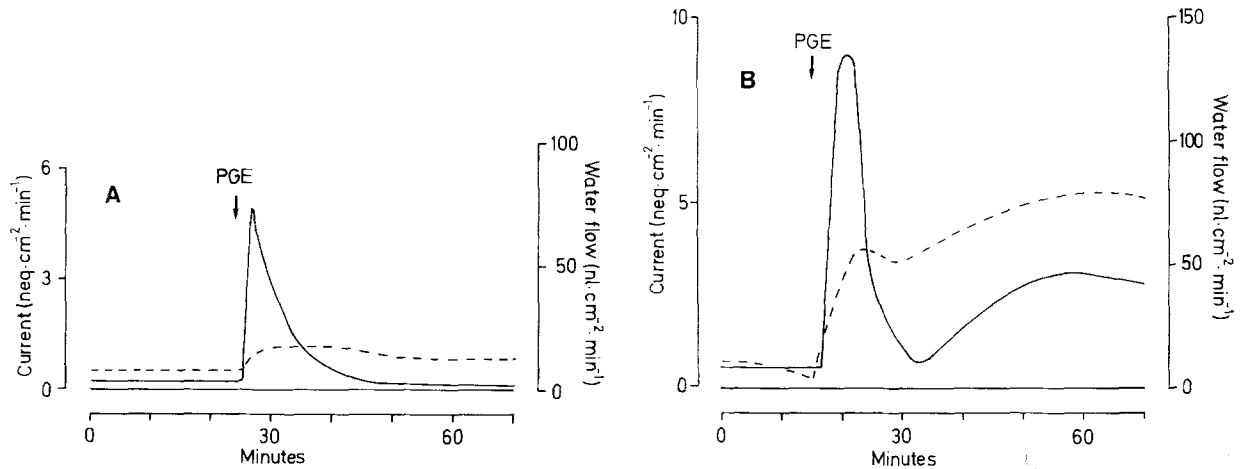 A
PGE
Current (neq·cm⁻²·min⁻¹)
6
3
0
Water flow (nl·cm⁻²·min⁻¹)
100
50
0
0 30 60
Minutes
B
PGE
Current (neq·cm⁻²·min⁻¹)
10
5
0
Water flow (nl·cm⁻²·min⁻¹)
150
100
50
0
0 30 60
Minutes